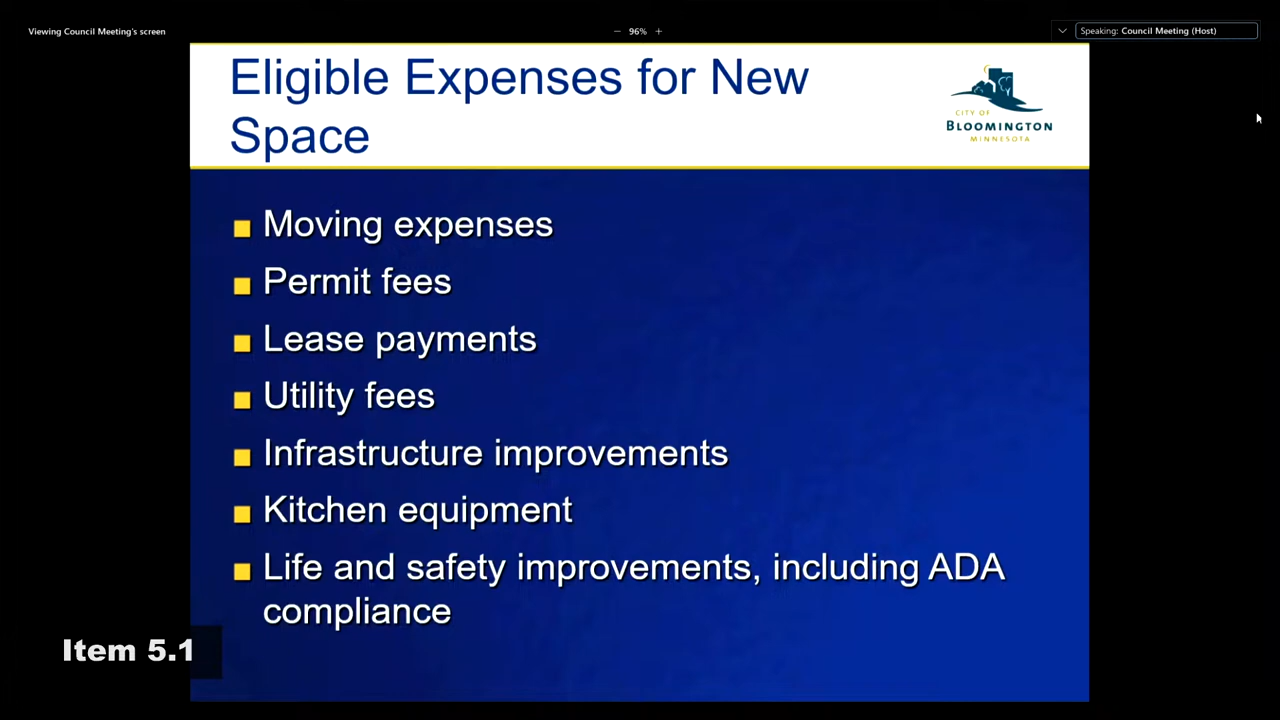 Viewing Council Meeting's screen
− 96% +
Speaking: Council Meeting (Host)
Eligible Expenses for New
Space
CITY OF
BLOOMINGTON
MINNESOTA
Moving expenses
Permit fees
Lease payments
Utility fees
Infrastructure improvements
Kitchen equipment
Life and safety improvements, including ADA
compliance
Item 5.1